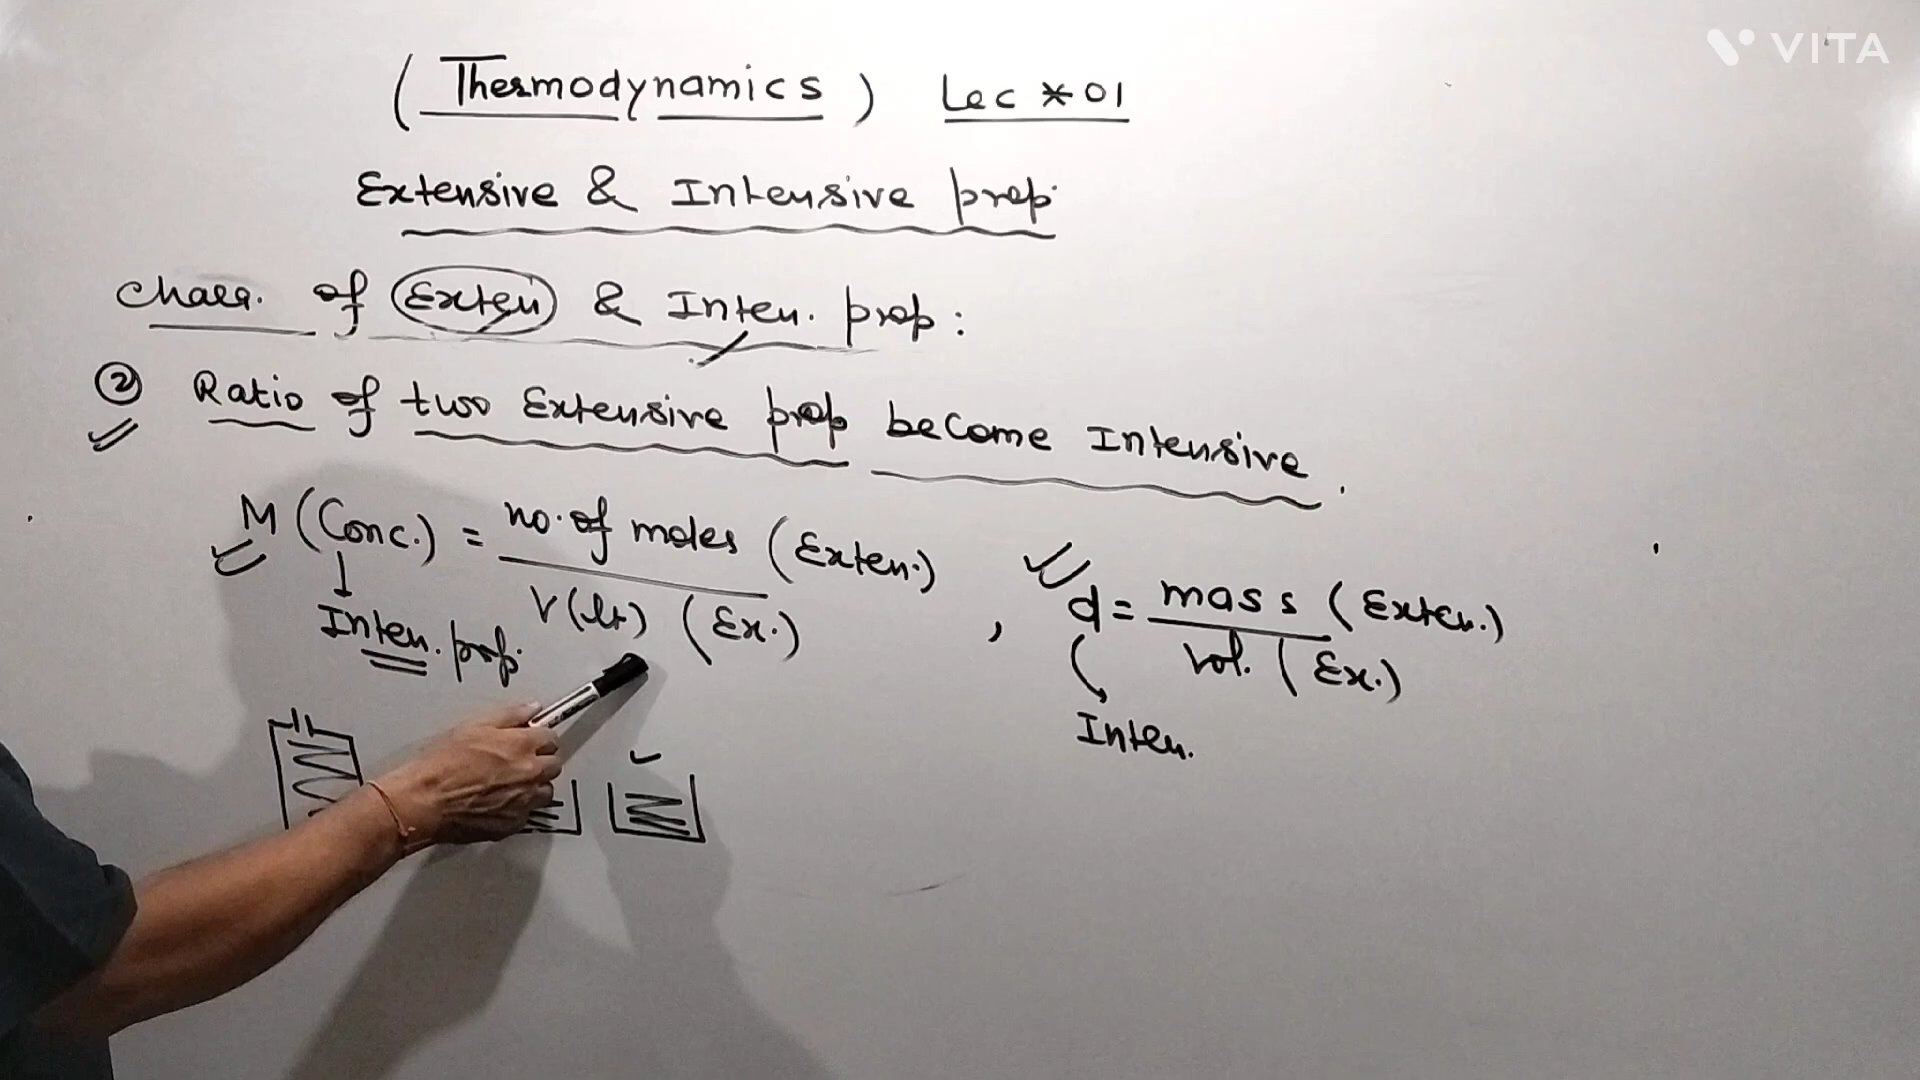 VITA
(Thermodynamics) Lec * 01
Extensive & Intensive prop.
Char. of Exten & Inten. prop:
② Ratio of two Extensive prop become Intensive.
M (Conc.) = no. of moles (Exten.)
V(lt) (Ex.)
Inten. prop.
, d = mass (Exten.)
Vol. (Ex.)
Inten.